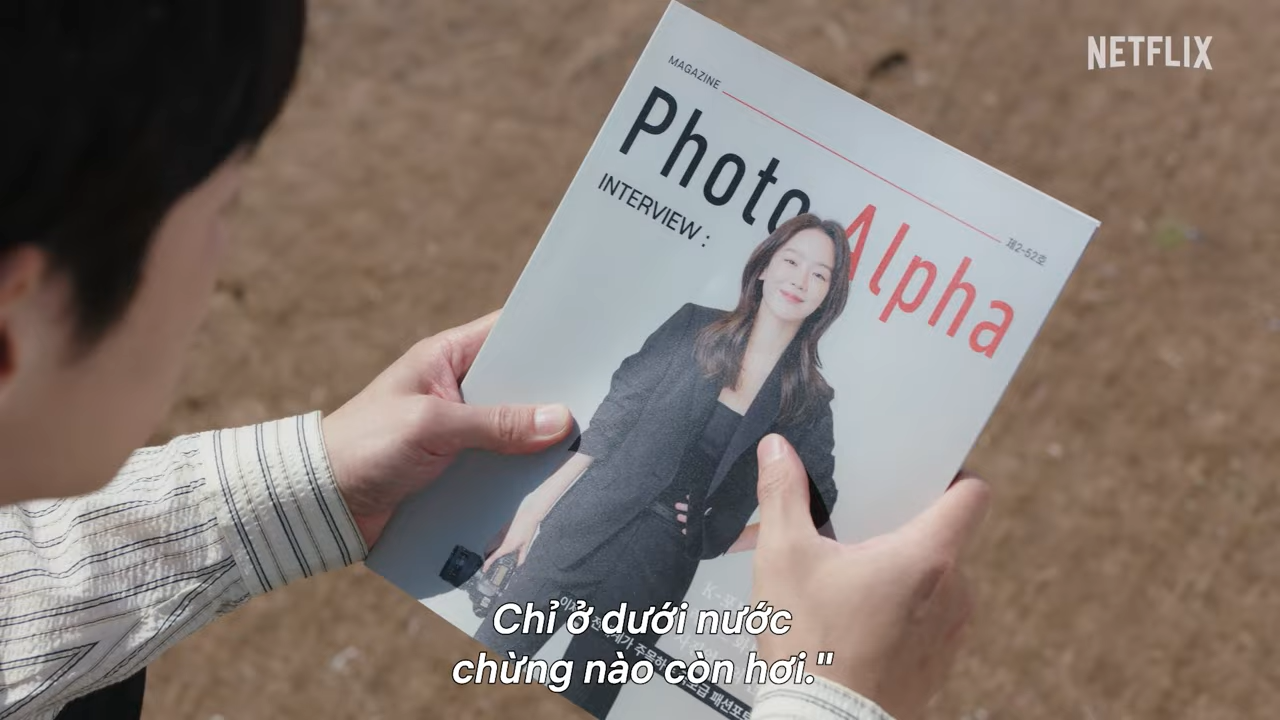 NETFLIX
MAGAZINE
Photo Alpha
제2-52호
INTERVIEW :
Chỉ ở dưới nước
chừng nào còn hơi."